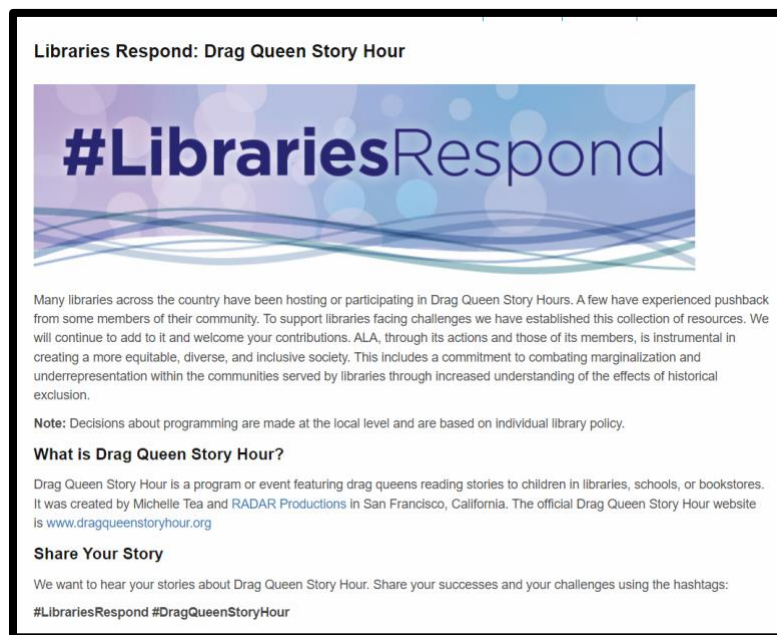 Libraries Respond: Drag Queen Story Hour
#LibrariesRespond
Many libraries across the country have been hosting or participating in Drag Queen Story Hours. A few have experienced pushback
from some members of their community. To support libraries facing challenges we have established this collection of resources. We
will continue to add to it and welcome your contributions. ALA, through its actions and those of its members, is instrumental in
creating a more equitable, diverse, and inclusive society. This includes a commitment to combating marginalization and
underrepresentation within the communities served by libraries through increased understanding of the effects of historical
exclusion.
Note: Decisions about programming are made at the local level and are based on individual library policy.
What is Drag Queen Story Hour?
Drag Queen Story Hour is a program or event featuring drag queens reading stories to children in libraries, schools, or bookstores.
It was created by Michelle Tea and RADAR Productions in San Francisco, California. The official Drag Queen Story Hour website
is www.dragqueenstoryhour.org
Share Your Story
We want to hear your stories about Drag Queen Story Hour. Share your successes and your challenges using the hashtags:
#LibrariesRespond #DragQueenStoryHour